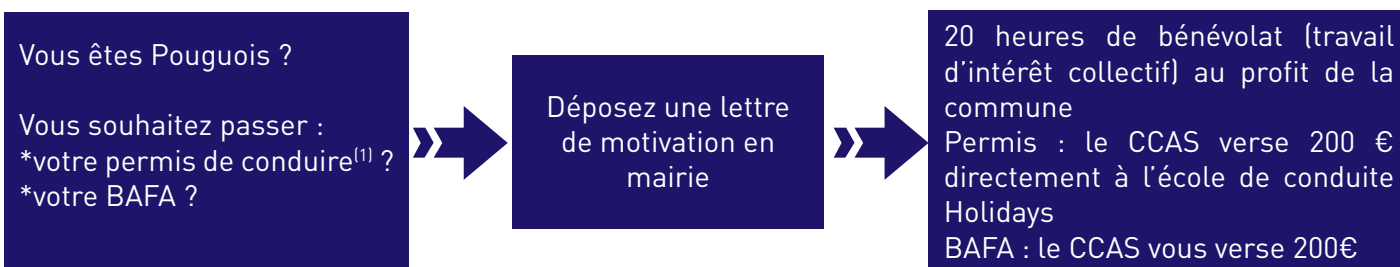 Vous êtes Pouguois ?
Vous souhaitez passer :
*votre permis de conduire(1) ?
*votre BAFA ?
Déposez une lettre
de motivation en
mairie
20 heures de bénévolat (travail
d'intérêt collectif) au profit de la
commune
Permis : le CCAS verse 200 €
directement à l'école de conduite
Holidays
BAFA : le CCAS vous verse 200€